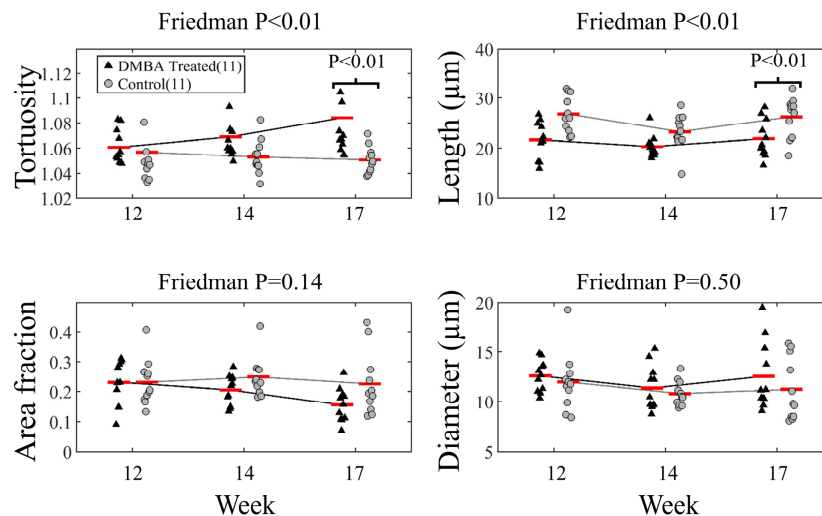 Friedman P<0.01
Tortuosity
1.12
1.1
1.08
1.06
1.04
1.02
DMBA Treated(11)
Control(11)
P<0.01
12
14
17
Friedman P<0.01
Length (μm)
40
30
20
10
P<0.01
12
14
17
Friedman P=0.14
Area fraction
0.4
0.3
0.2
0.1
0
12
14
17
Week
Friedman P=0.50
Diameter (μm)
20
15
10
5
12
14
17
Week